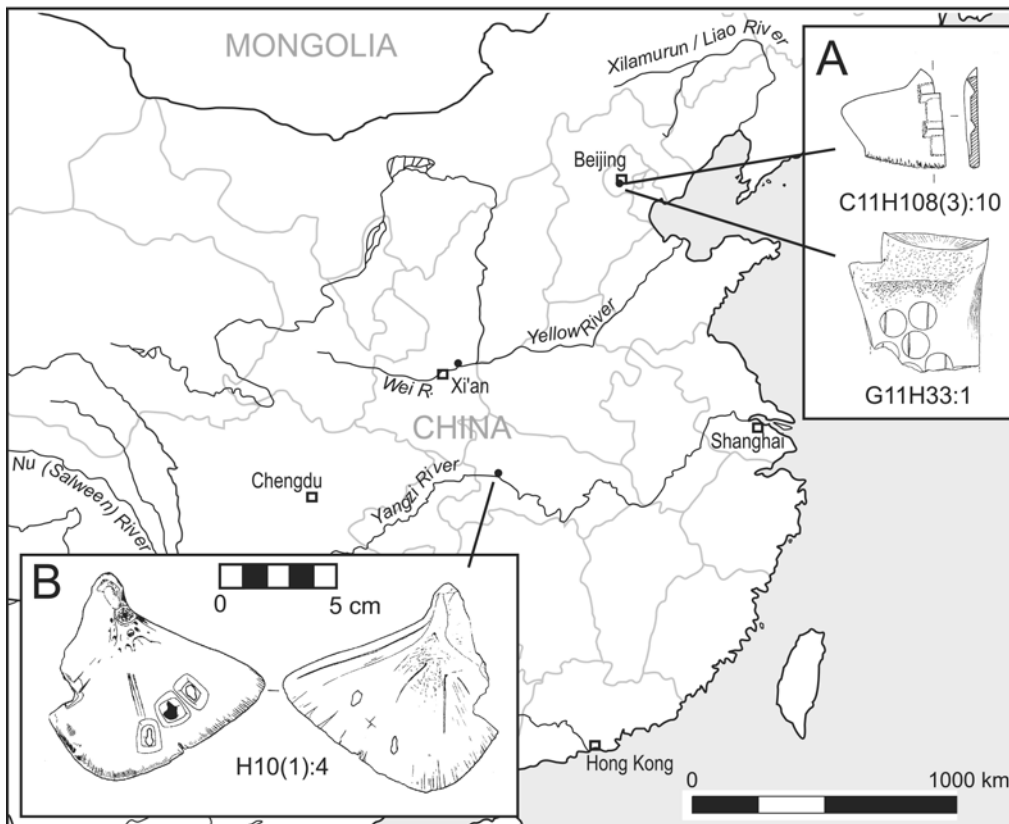 MONGOLIA
Xilamurun / Liao River
A
Beijing
C11H108(3):10
G11H33:1
Yellow River
Wei R.
Xi'an
CHINA
Shanghai
Nu (Salween) River
Chengdu
Yangzi River
B
0 5 cm
H10(1):4
Hong Kong
0 1000 km